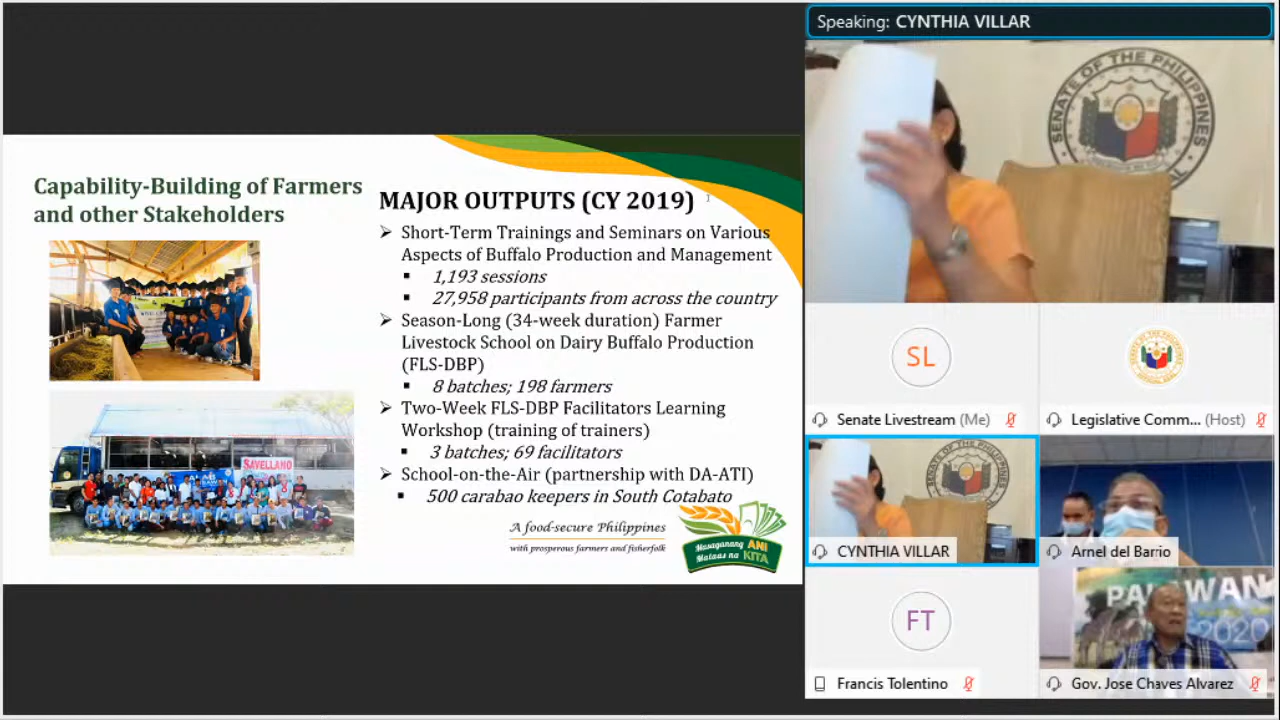 Capability-Building of Farmers
and other Stakeholders
SAVELLANO
MAJOR OUTPUTS (CY 2019)
➢ Short-Term Trainings and Seminars on Various
Aspects of Buffalo Production and Management
▪ 1,193 sessions
▪ 27,958 participants from across the country
➢ Season-Long (34-week duration) Farmer
Livestock School on Dairy Buffalo Production
(FLS-DBP)
▪ 8 batches; 198 farmers
➢ Two-Week FLS-DBP Facilitators Learning
Workshop (training of trainers)
▪ 3 batches; 69 facilitators
➢ School-on-the-Air (partnership with DA-ATI)
▪ 500 carabao keepers in South Cotabato
A food-secure Philippines
with prosperous farmers and fisherfolk
Masaganang ANI
Mataas na KITA
Speaking: CYNTHIA VILLAR
SENATE OF THE PHILIPPINES
SL
Senate Livestream (Me)
Legislative Comm... (Host)
CYNTHIA VILLAR
Arnel del Barrio
FT
Francis Tolentino
2020
Gov. Jose Chaves Alvarez